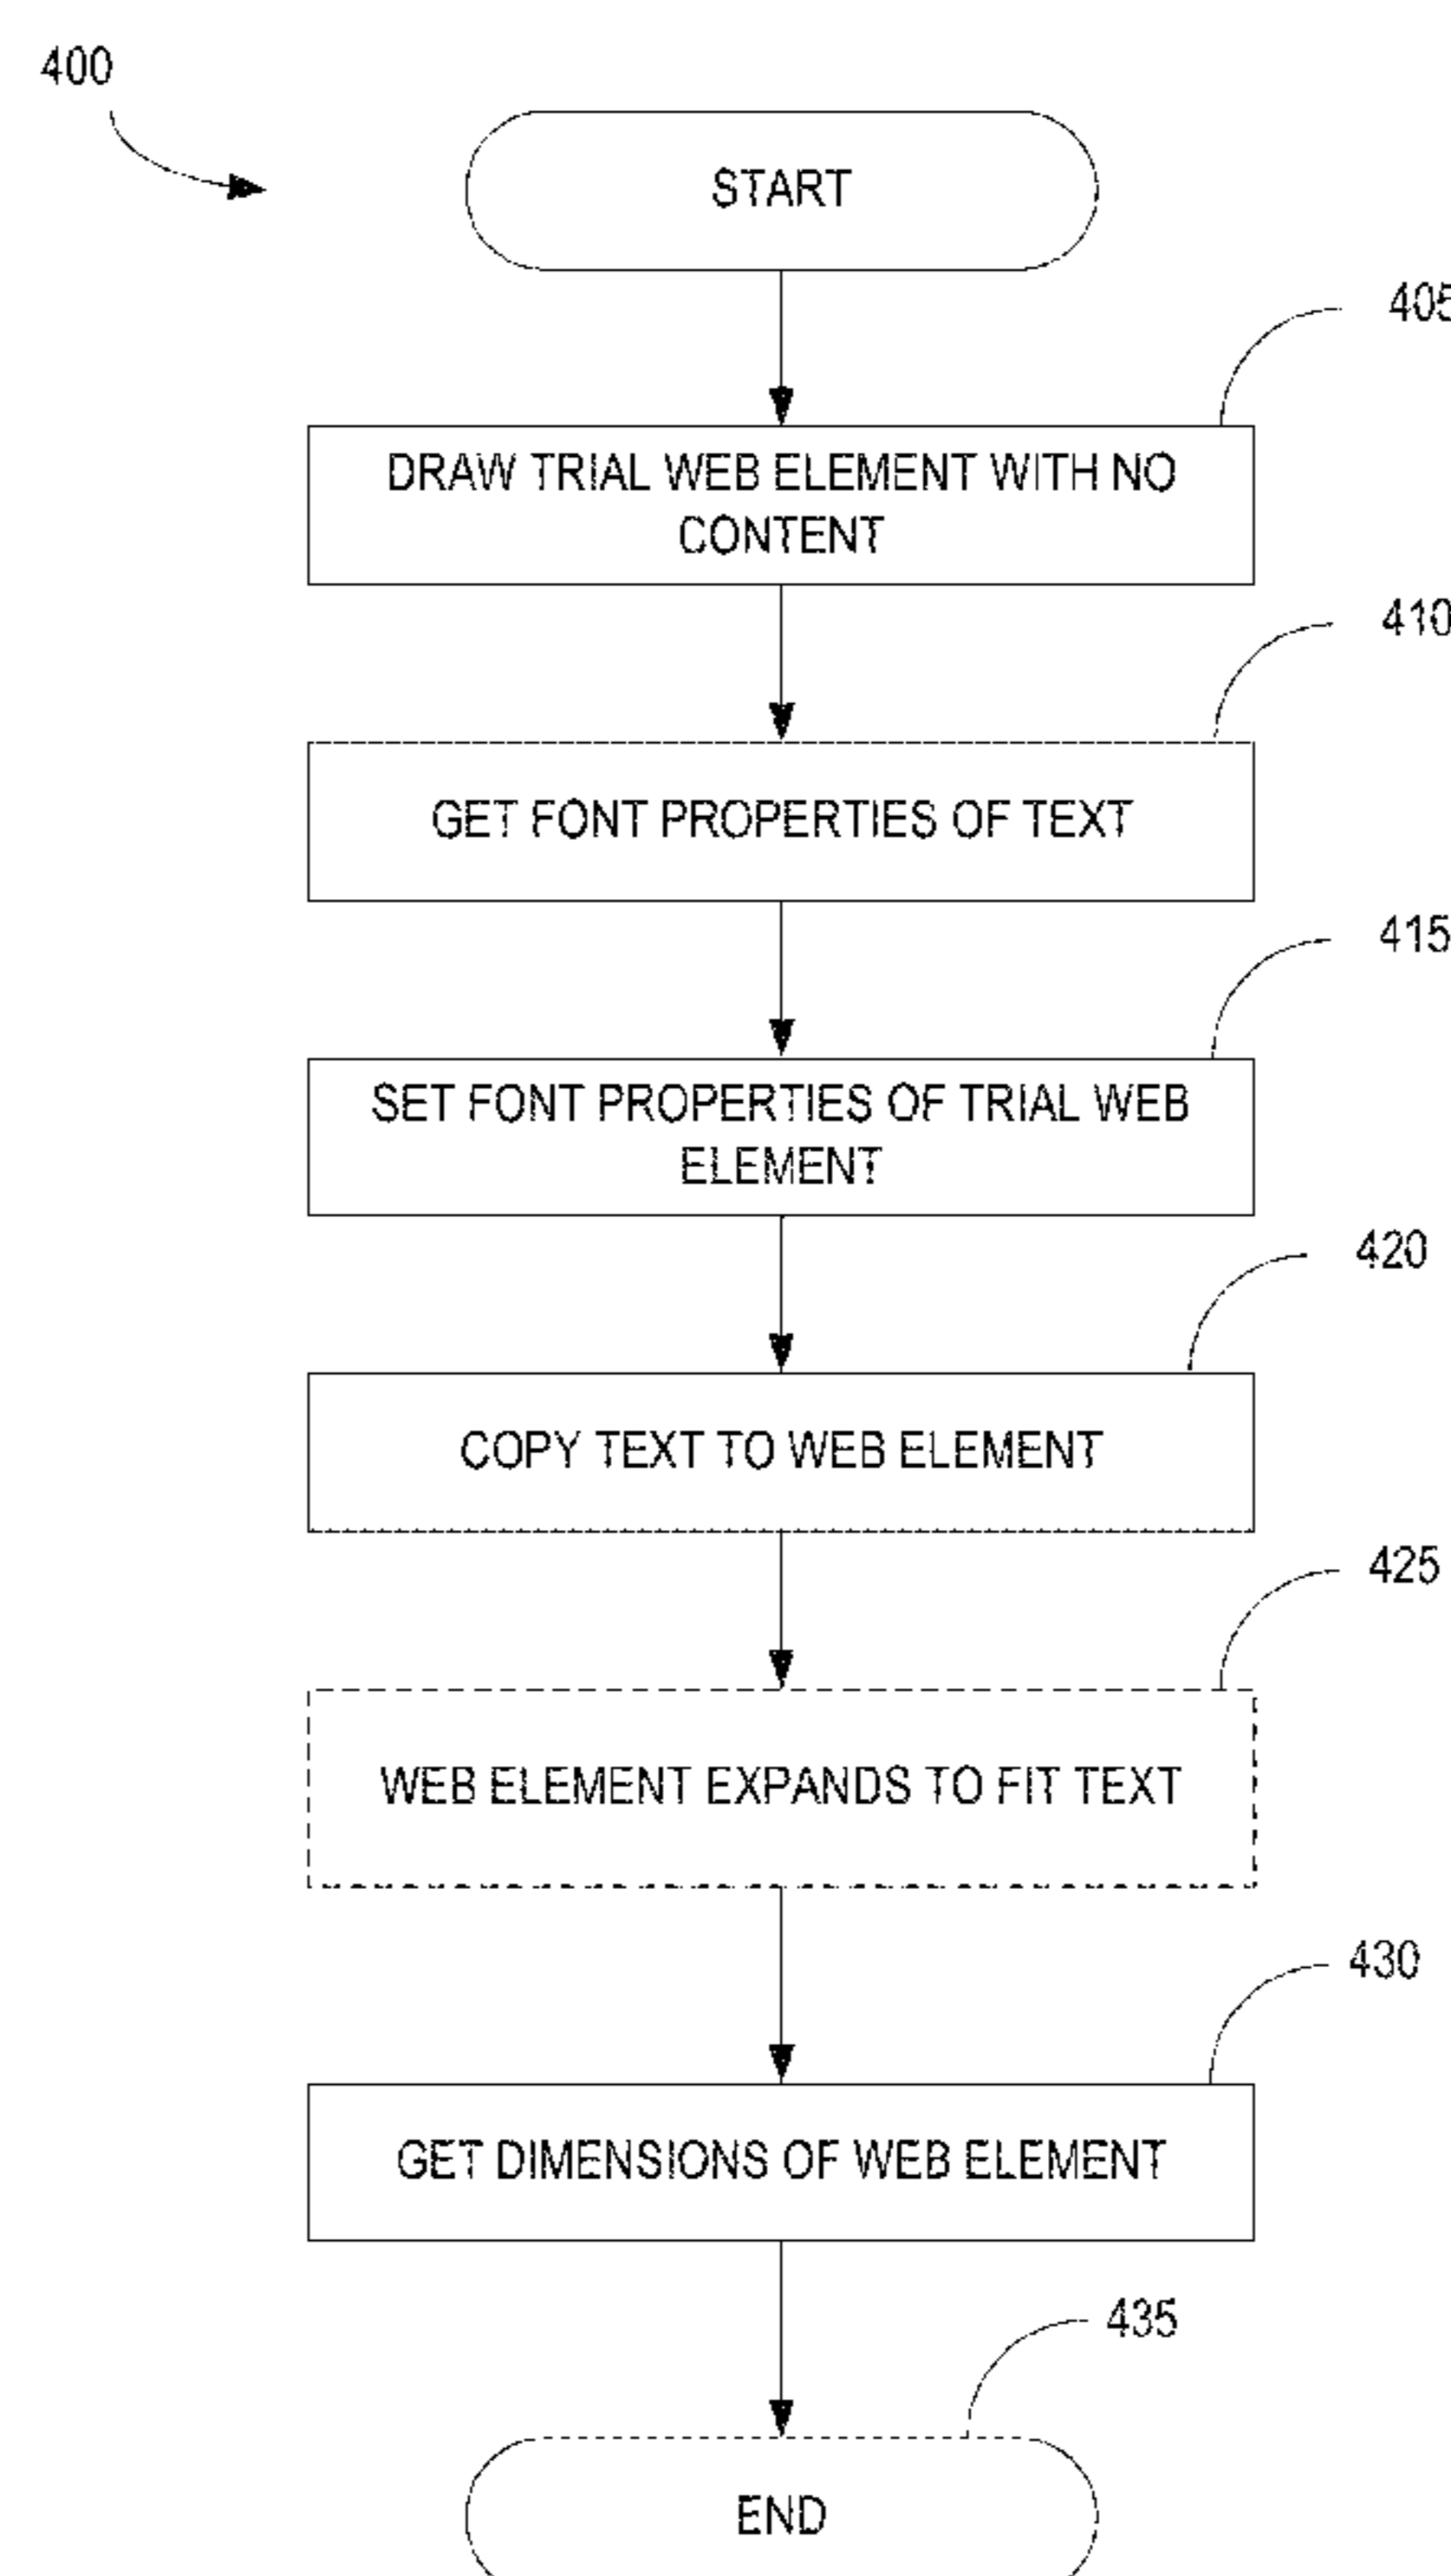 400
START
405
DRAW TRIAL WEB ELEMENT WITH NO
CONTENT
410
GET FONT PROPERTIES OF TEXT
415
SET FONT PROPERTIES OF TRIAL WEB
ELEMENT
420
COPY TEXT TO WEB ELEMENT
425
WEB ELEMENT EXPANDS TO FIT TEXT
430
GET DIMENSIONS OF WEB ELEMENT
435
END